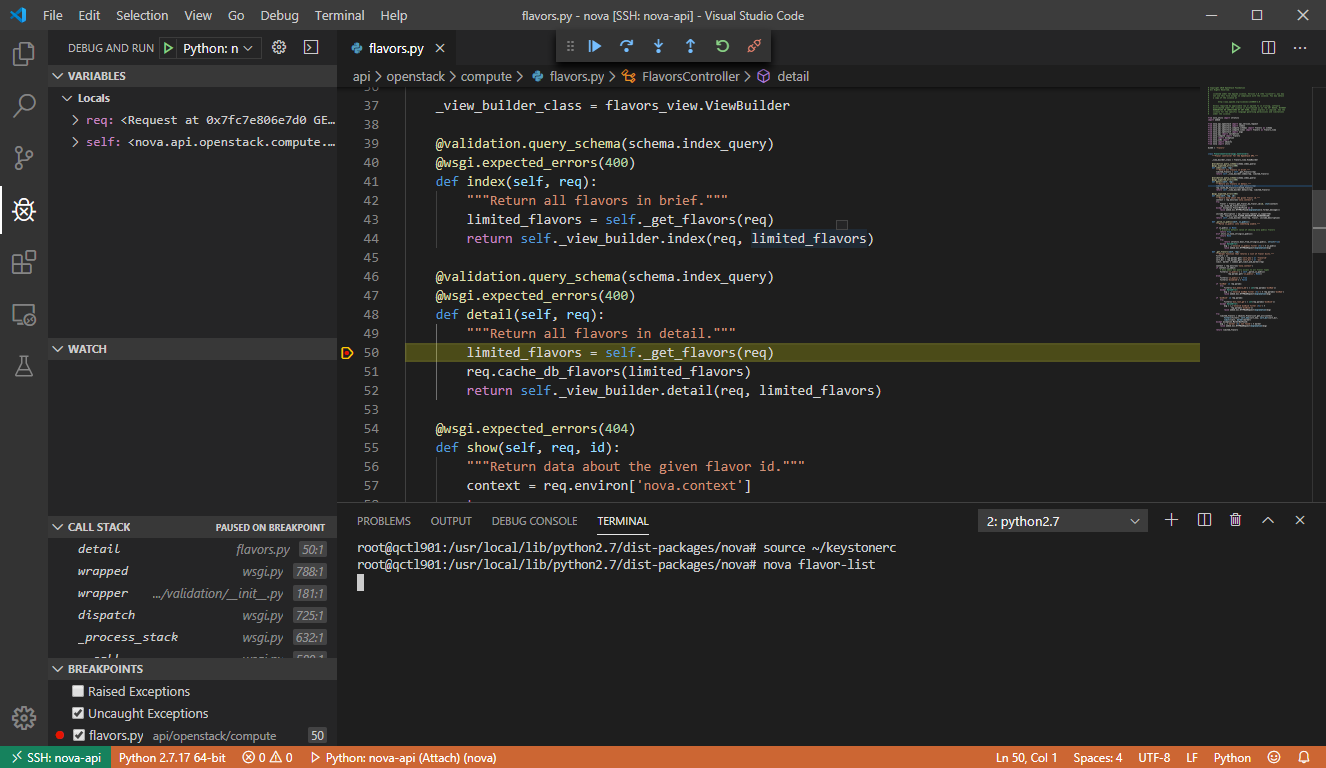 File Edit Selection View Go Debug Terminal Help
flavors.py - nova [SSH: nova-api] - Visual Studio Code
DEBUG AND RUN Python: n
VARIABLES
Locals
req: <Request at 0x7fc7e806e7d0 GE…
self: <nova.api.openstack.compute.…
WATCH
CALL STACK PAUSED ON BREAKPOINT
detail flavors.py 50:1
wrapped wsgi.py 788:1
wrapper …/validation/__init__.py 181:1
dispatch wsgi.py 725:1
_process_stack wsgi.py 632:1
BREAKPOINTS
Raised Exceptions
Uncaught Exceptions
flavors.py api/openstack/compute 50
flavors.py
api > openstack > compute > flavors.py > FlavorsController > detail
37 _view_builder_class = flavors_view.ViewBuilder
38
39 @validation.query_schema(schema.index_query)
40 @wsgi.expected_errors(400)
41 def index(self, req):
42 """Return all flavors in brief."""
43 limited_flavors = self._get_flavors(req)
44 return self._view_builder.index(req, limited_flavors)
45
46 @validation.query_schema(schema.index_query)
47 @wsgi.expected_errors(400)
48 def detail(self, req):
49 """Return all flavors in detail."""
50 limited_flavors = self._get_flavors(req)
51 req.cache_db_flavors(limited_flavors)
52 return self._view_builder.detail(req, limited_flavors)
53
54 @wsgi.expected_errors(404)
55 def show(self, req, id):
56 """Return data about the given flavor id."""
57 context = req.environ['nova.context']
PROBLEMS OUTPUT DEBUG CONSOLE TERMINAL 2: python2.7
root@qctl901:/usr/local/lib/python2.7/dist-packages/nova# source ~/keystonerc
root@qctl901:/usr/local/lib/python2.7/dist-packages/nova# nova flavor-list
SSH: nova-api Python 2.7.17 64-bit 0 0 Python: nova-api (Attach) (nova) Ln 50, Col 1 Spaces: 4 UTF-8 LF Python